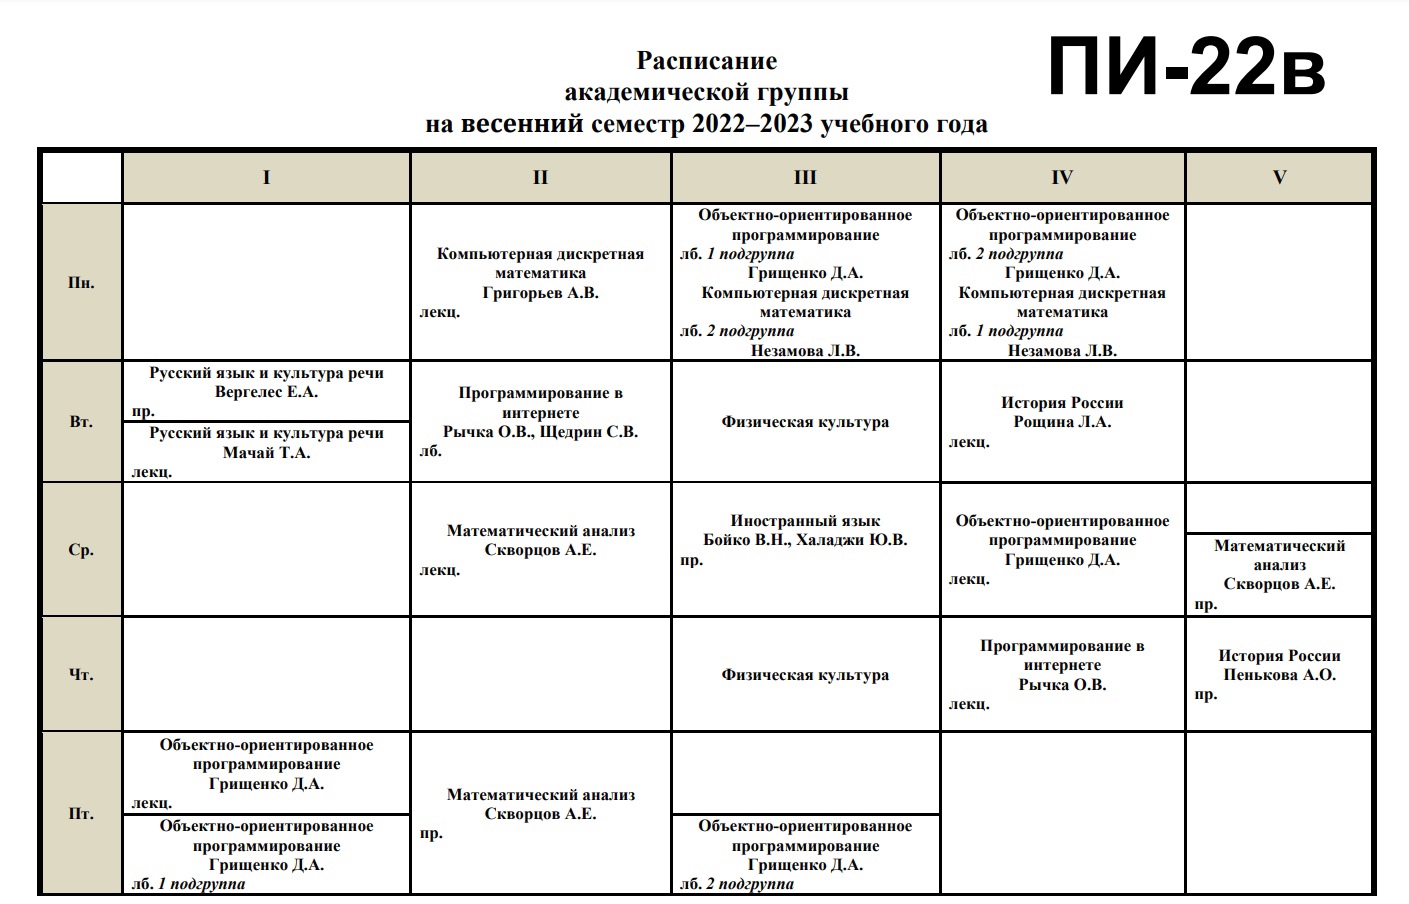 ПИ-22в
Расписание
академической группы
на весенний семестр 2022–2023 учебного года
I
II
III
IV
V
Пн.
Компьютерная дискретная
математика
Григорьев А.В.
лекц.
Объектно-ориентированное
программирование
лб. 1 подгруппа
Грищенко Д.А.
Компьютерная дискретная
математика
лб. 2 подгруппа
Незамова Л.В.
Объектно-ориентированное
программирование
лб. 2 подгруппа
Грищенко Д.А.
Компьютерная дискретная
математика
лб. 1 подгруппа
Незамова Л.В.
Вт.
Русский язык и культура речи
Вергелес Е.А.
пр.
Русский язык и культура речи
Мачай Т.А.
лекц.
Программирование в
интернете
Рычка О.В., Щедрин С.В.
лб.
Физическая культура
История России
Рощина Л.А.
лекц.
Ср.
Математический анализ
Скворцов А.Е.
лекц.
Иностранный язык
Бойко В.Н., Халаджи Ю.В.
пр.
Объектно-ориентированное
программирование
Грищенко Д.А.
лекц.
Математический
анализ
Скворцов А.Е.
пр.
Чт.
Физическая культура
Программирование в
интернете
Рычка О.В.
лекц.
История России
Пенькова А.О.
пр.
Пт.
Объектно-ориентированное
программирование
Грищенко Д.А.
лекц.
Объектно-ориентированное
программирование
Грищенко Д.А.
лб. 1 подгруппа
Математический анализ
Скворцов А.Е.
пр.
Объектно-ориентированное
программирование
Грищенко Д.А.
лб. 2 подгруппа